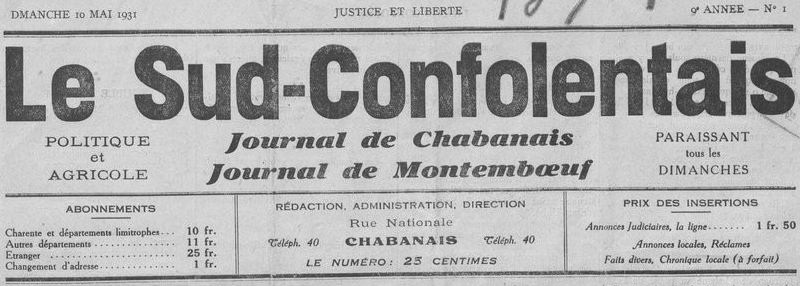 DMANCHE 10 MAI 1931
JUSTICE ET LIBERTE
9e ANNEE — No 1
Le Sud-Confolentais
POLITIQUE
et
AGRICOLE
Journal de Chabanais
Journal de Montembœuf
PARAISSANT
tous les
DIMANCHES
ABONNEMENTS
Charente et départements limitrophes... 10 fr.
Autres départements ............... 11 fr.
Etranger ......................... 25 fr.
Changement d'adresse.............. 1 fr.
RÉDACTION, ADMINISTRATION, DIRECTION
Rue Nationale
Téléph. 40 CHABANAIS Téléph. 40
LE NUMÉRO: 25 CENTIMES
PRIX DES INSERTIONS
Annonces Judiciaires, la ligne....... 1 fr. 50
Annonces locales, Réclames
Faits divers, Chronique locale (à forfait)